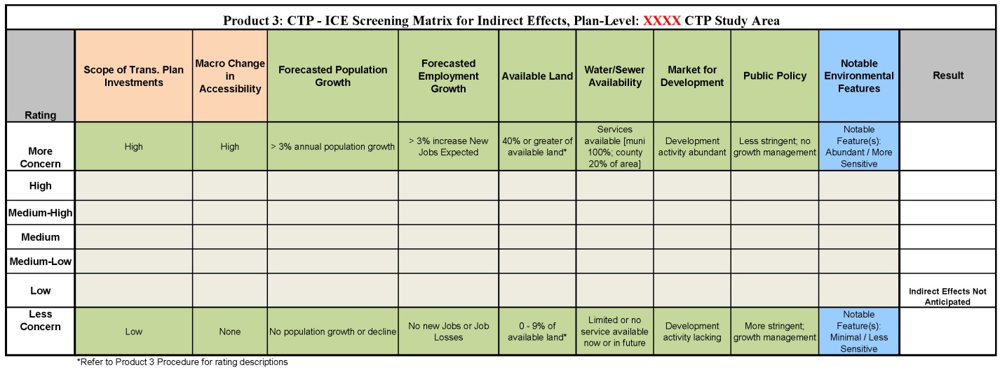 Product 3: CTP - ICE Screening Matrix for Indirect Effects, Plan-Level: XXXX CTP Study Area
Rating
Scope of Trans. Plan
Investments
Macro Change
in
Accessibility
Forecasted Population
Growth
Forecasted
Employment
Growth
Available Land
Water/Sewer
Availability
Market for
Development
Public Policy
Notable
Environmental
Features
Result
More
Concern
High
High
> 3% annual population growth
> 3% increase New
Jobs Expected
40% or greater of
available land*
Services
available [muni
100%; county
20% of area]
Development
activity abundant
Less stringent; no
growth management
Notable
Feature(s):
Abundant / More
Sensitive
High
Medium-High
Medium
Medium-Low
Low
Indirect Effects Not
Anticipated
Less
Concern
Low
None
No population growth or decline
No new Jobs or Job
Losses
0 - 9% of
available land*
Limited or no
service available
now or in future
Development
activity lacking
More stringent;
growth management
Notable
Feature(s):
Minimal / Less
Sensitive
*Refer to Product 3 Procedure for rating descriptions